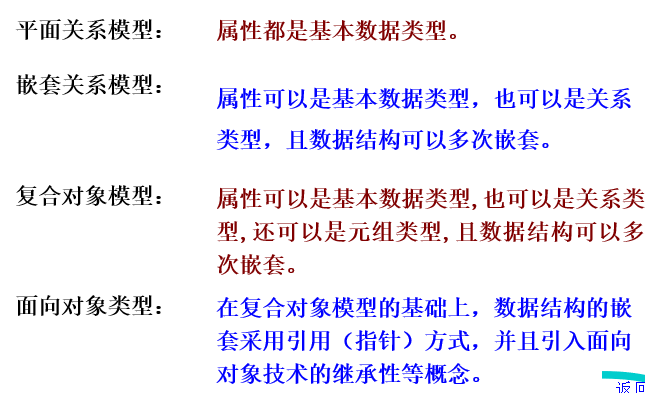 平面关系模型：
属性都是基本数据类型。
嵌套关系模型：
属性可以是基本数据类型，也可以是关系
类型，且数据结构可以多次嵌套。
复合对象模型：
属性可以是基本数据类型,也可以是关系类
型,还可以是元组类型,且数据结构可以多
次嵌套。
面向对象类型：
在复合对象模型的基础上，数据结构的嵌
套采用引用（指针）方式，并且引入面向
对象技术的继承性等概念。
返回